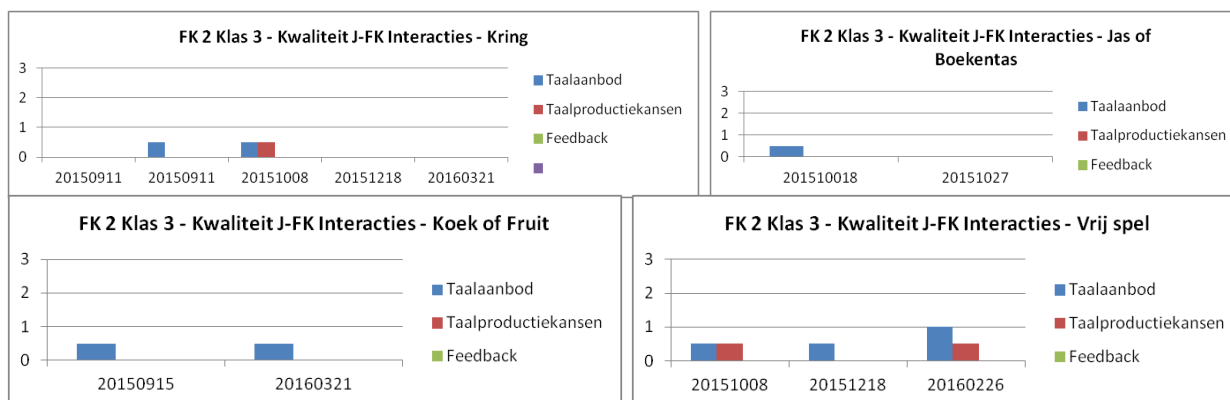 FK 2 Klas 3 - Kwaliteit J-FK Interacties - Kring
3
2
1
0
20150911 20150911 20151008 20151218 20160321
Taalaanbod
Taalproductiekansen
Feedback
FK 2 Klas 3 - Kwaliteit J-FK Interacties - Jas of
Boekentas
3
2
1
0
201510018 20151027
Taalaanbod
Taalproductiekansen
Feedback
FK 2 Klas 3 - Kwaliteit J-FK Interacties - Koek of Fruit
3
2
1
0
20150915 20160321
Taalaanbod
Taalproductiekansen
Feedback
FK 2 Klas 3 - Kwaliteit J-FK Interacties - Vrij spel
3
2
1
0
20151008 20151218 20160226
Taalaanbod
Taalproductiekansen
Feedback